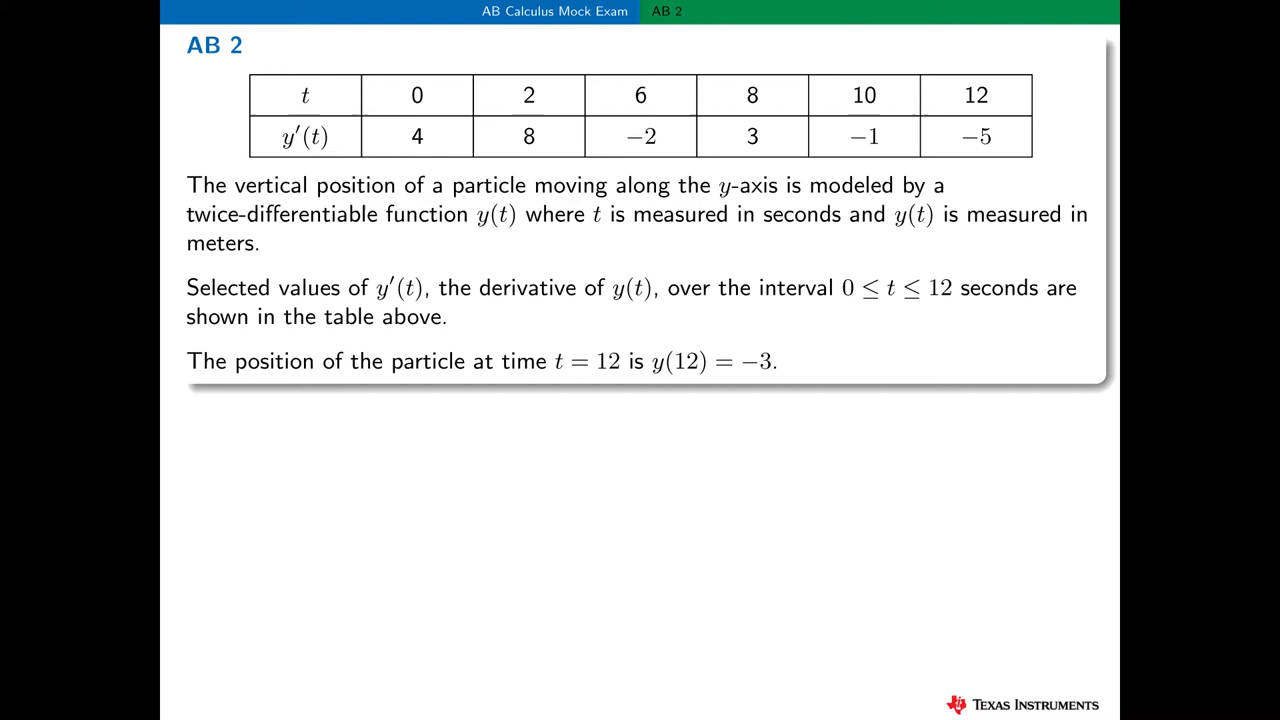 AB Calculus Mock Exam AB 2
AB 2
t 0 2 6 8 10 12
y′(t) 4 8 −2 3 −1 −5
The vertical position of a particle moving along the y-axis is modeled by a
twice-differentiable function y(t) where t is measured in seconds and y(t) is measured in
meters.
Selected values of y′(t), the derivative of y(t), over the interval 0 ≤ t ≤ 12 seconds are
shown in the table above.
The position of the particle at time t = 12 is y(12) = −3.
TEXAS INSTRUMENTS